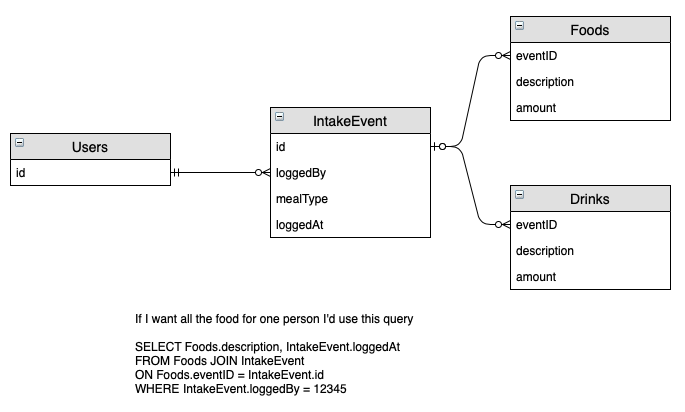 Users
id
IntakeEvent
id
loggedBy
mealType
loggedAt
Foods
eventID
description
amount
Drinks
eventID
description
amount
If I want all the food for one person I'd use this query
SELECT Foods.description, IntakeEvent.loggedAt
FROM Foods JOIN IntakeEvent
ON Foods.eventID = IntakeEvent.id
WHERE IntakeEvent.loggedBy = 12345